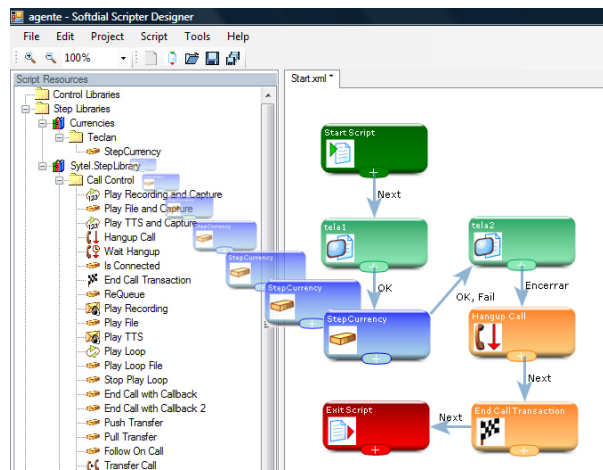 agente - Softdial Scripter Designer
File Edit Project Script Tools Help
100%
Script Resources
Start.xml *
Control Libraries
Step Libraries
Currencies
Teclan
StepCurrency
Sytel.StepLibrary
Call Control
Play Recording and Capture
Play File and Capture
Play TTS and Capture
Hangup Call
Wait Hangup
Is Connected
End Call Transaction
ReQueue
Play Recording
Play File
Play TTS
Play Loop
Play Loop File
Stop Play Loop
End Call with Callback
End Call with Callback 2
Push Transfer
Pull Transfer
Follow On Call
Transfer Call
StepCurrency
StepCurrency
StepCurrency
Start Script
Next
tela1
OK
StepCurrency
OK, Fail
tela2
Encerrar
Hangup Call
Next
End CallTransaction
Next
Exit Script